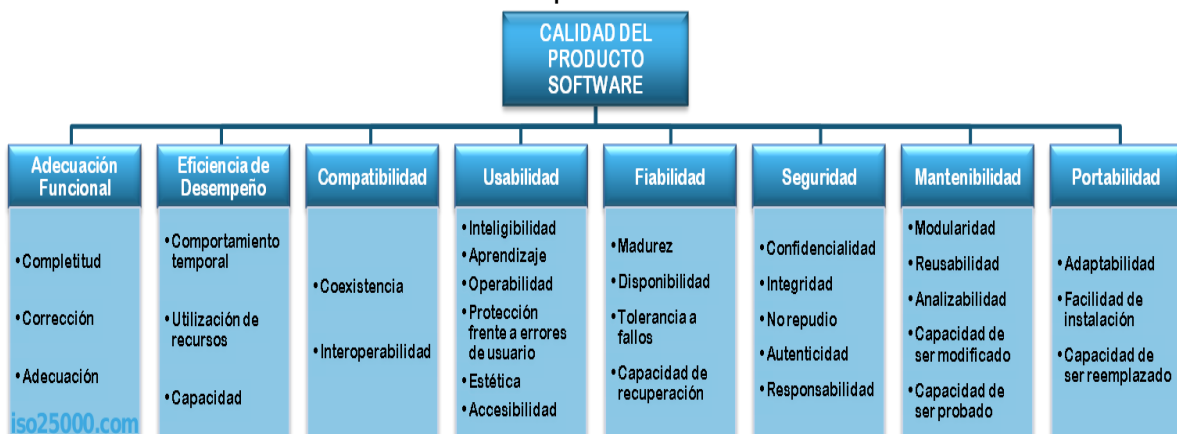 CALIDAD DEL
PRODUCTO
SOFTWARE
Adecuación
Funcional
• Completitud
• Corrección
• Adecuación
Eficiencia de
Desempeño
• Comportamiento
temporal
• Utilización de
recursos
• Capacidad
Compatibilidad
• Coexistencia
• Interoperabilidad
Usabilidad
• Inteligibilidad
• Aprendizaje
• Operabilidad
• Protección
frente a errores
de usuario
• Estética
• Accesibilidad
Fiabilidad
• Madurez
• Disponibilidad
• Tolerancia a
fallos
• Capacidad de
recuperación
Seguridad
• Confidencialidad
• Integridad
• No repudio
• Autenticidad
• Responsabilidad
Mantenibilidad
• Modularidad
• Reusabilidad
• Analizabilidad
• Capacidad de
ser modificado
• Capacidad de
ser probado
Portabilidad
• Adaptabilidad
• Facilidad de
instalación
• Capacidad de
ser reemplazado
iso25000.com